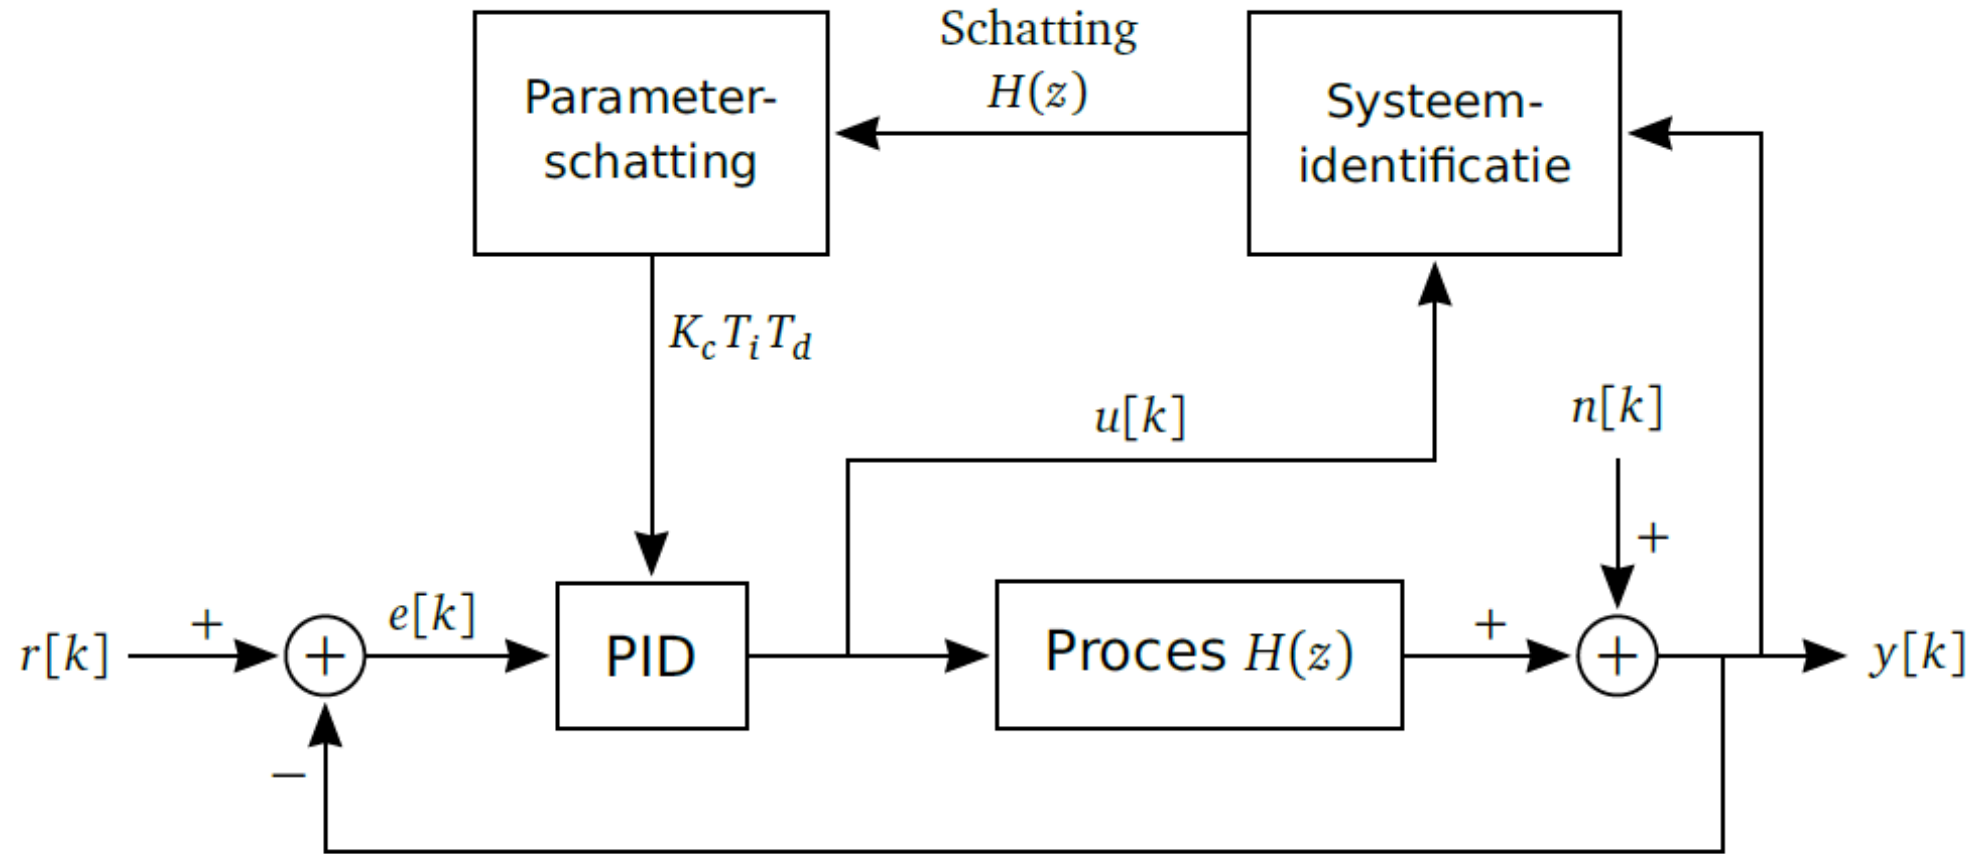 Schatting
H(z)
Parameter-
schatting
Systeem-
identificatie
K_c T_i T_d
u[k]
n[k]
+
r[k]
+
+
e[k]
PID
Proces H(z)
+
+
y[k]
−